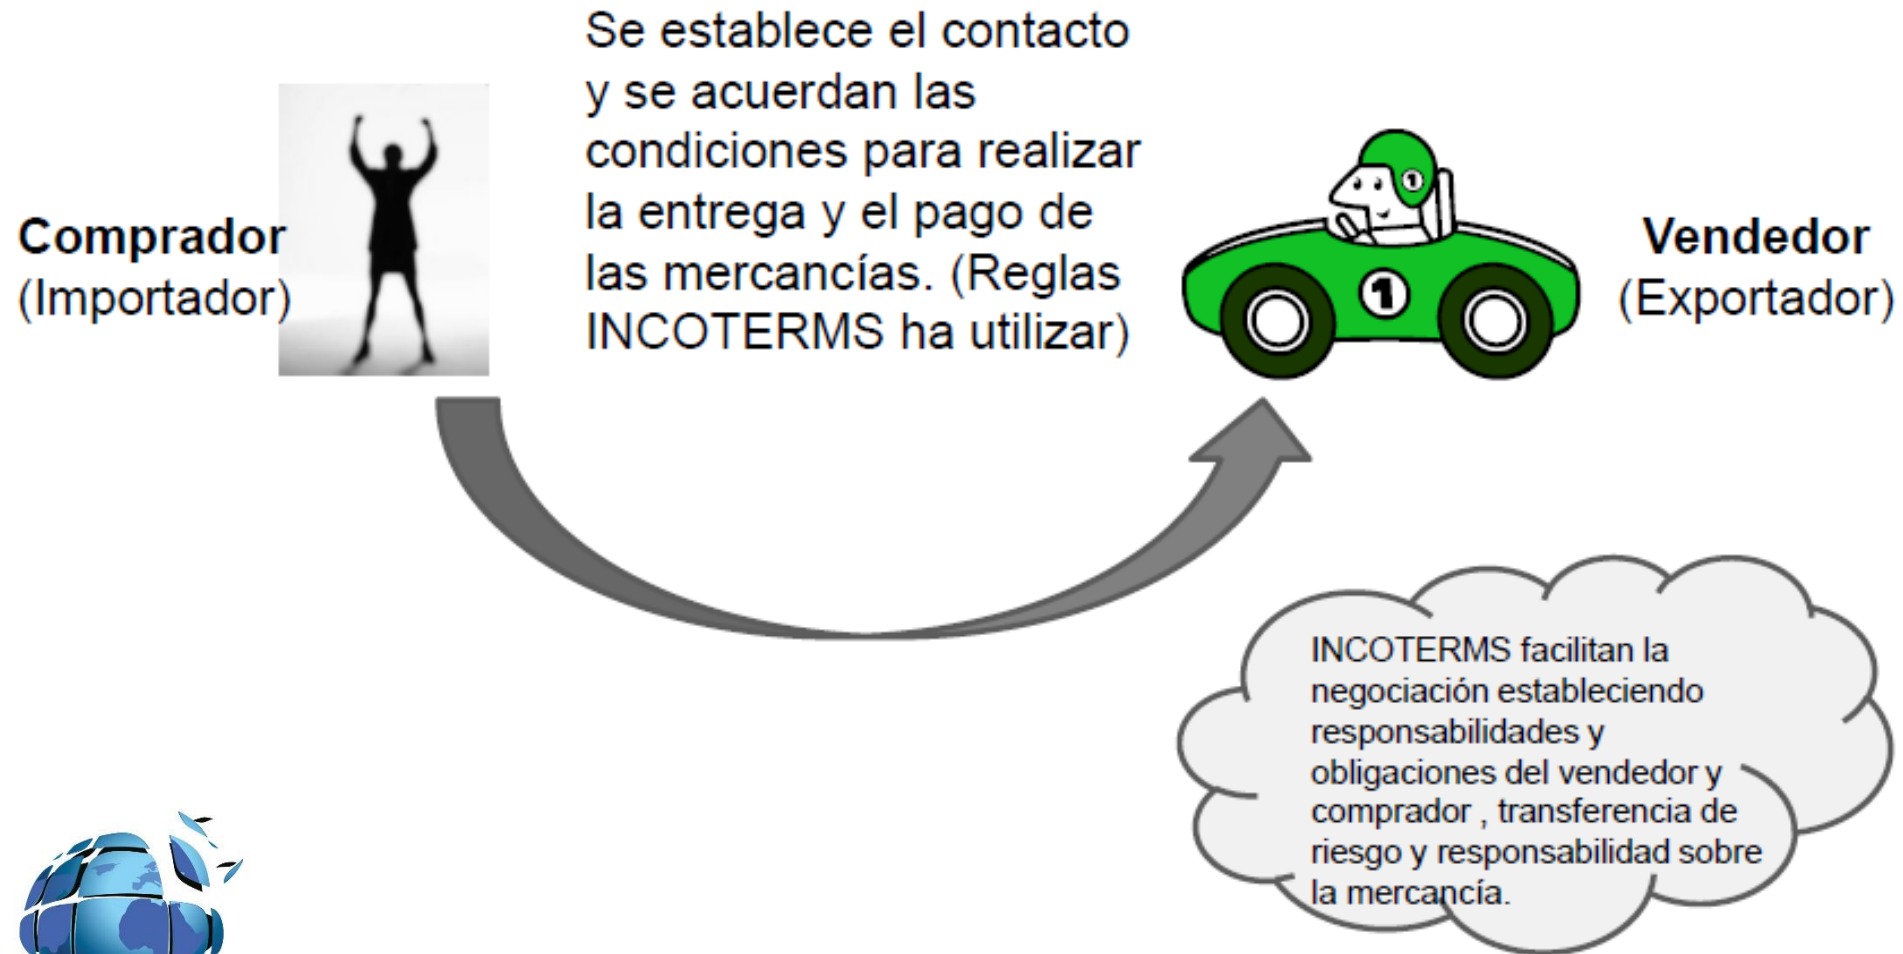 Se establece el contacto
y se acuerdan las
condiciones para realizar
la entrega y el pago de
las mercancías. (Reglas
INCOTERMS ha utilizar)
Comprador
(Importador)
1
1
Vendedor
(Exportador)
INCOTERMS facilitan la
negociación estableciendo
responsabilidades y
obligaciones del vendedor y
comprador , transferencia de
riesgo y responsabilidad sobre
la mercancía.